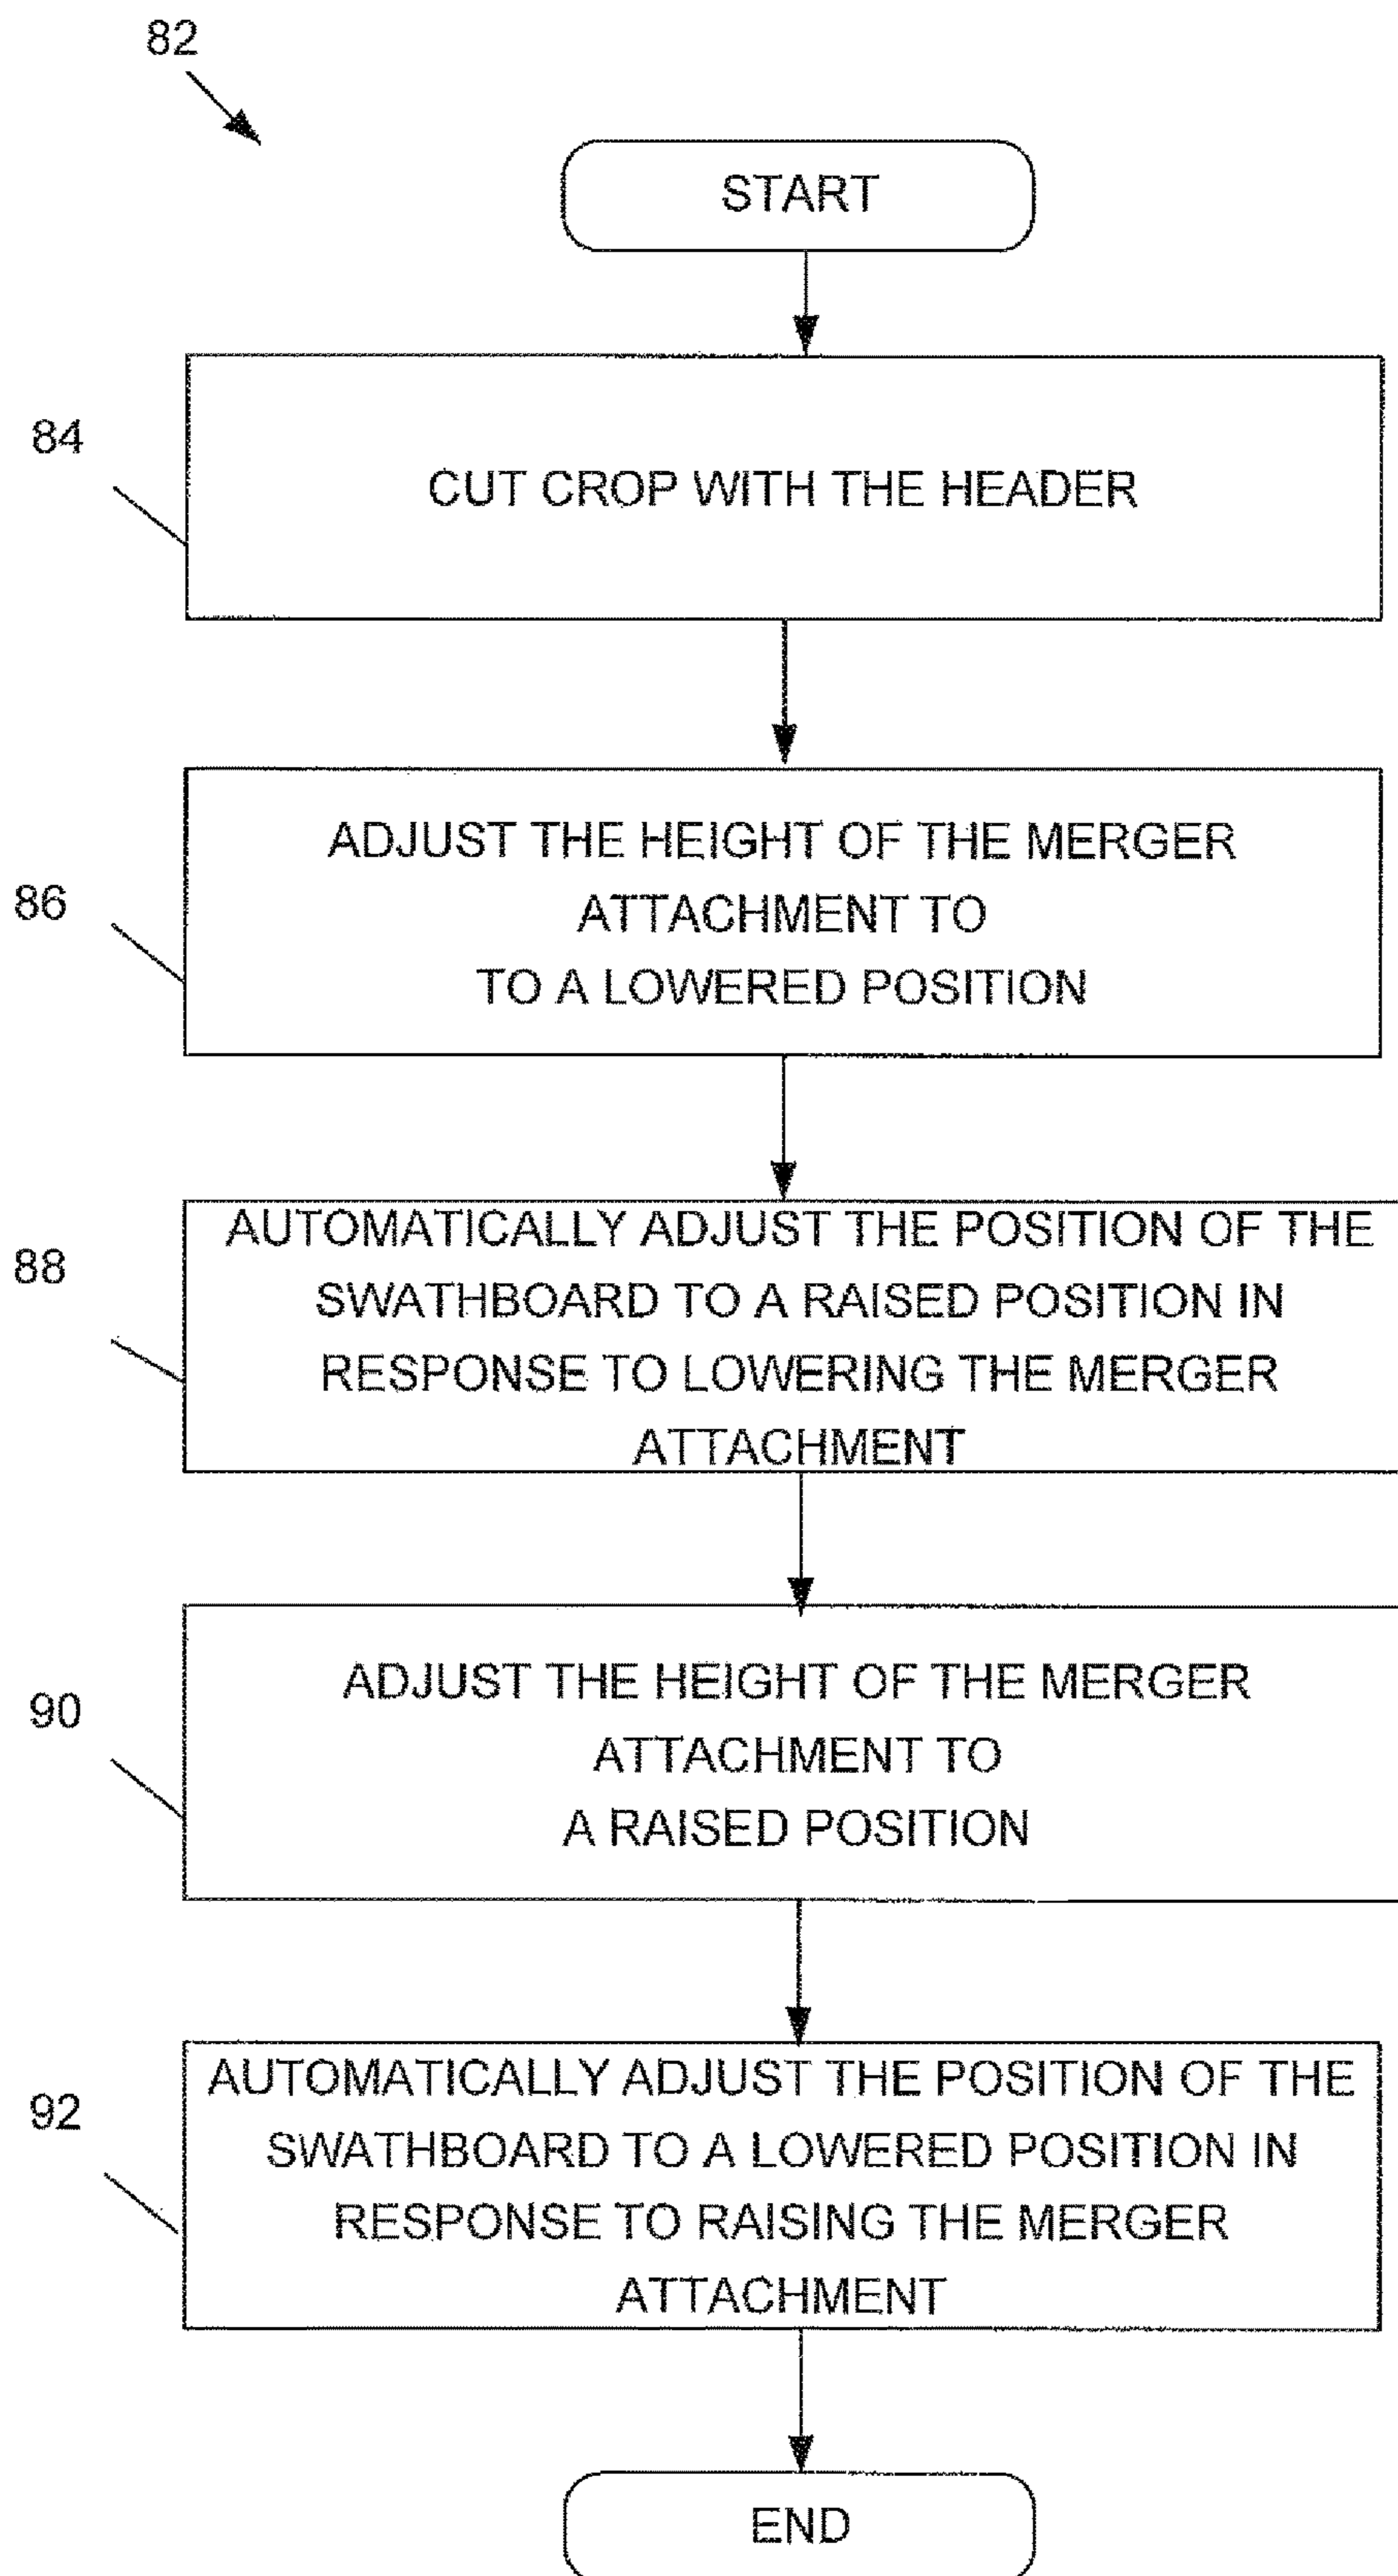 82
START
84
CUT CROP WITH THE HEADER
86
ADJUST THE HEIGHT OF THE MERGER
ATTACHMENT TO
TO A LOWERED POSITION
88
AUTOMATICALLY ADJUST THE POSITION OF THE
SWATHBOARD TO A RAISED POSITION IN
RESPONSE TO LOWERING THE MERGER
ATTACHMENT
90
ADJUST THE HEIGHT OF THE MERGER
ATTACHMENT TO
A RAISED POSITION
92
AUTOMATICALLY ADJUST THE POSITION OF THE
SWATHBOARD TO A LOWERED POSITION IN
RESPONSE TO RAISING THE MERGER
ATTACHMENT
END